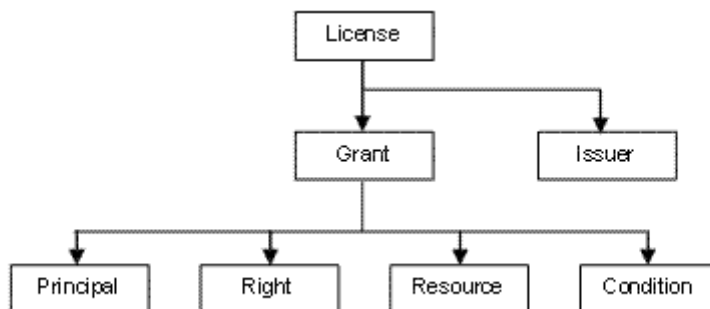 License
Grant
Issuer
Principal
Right
Resource
Condition